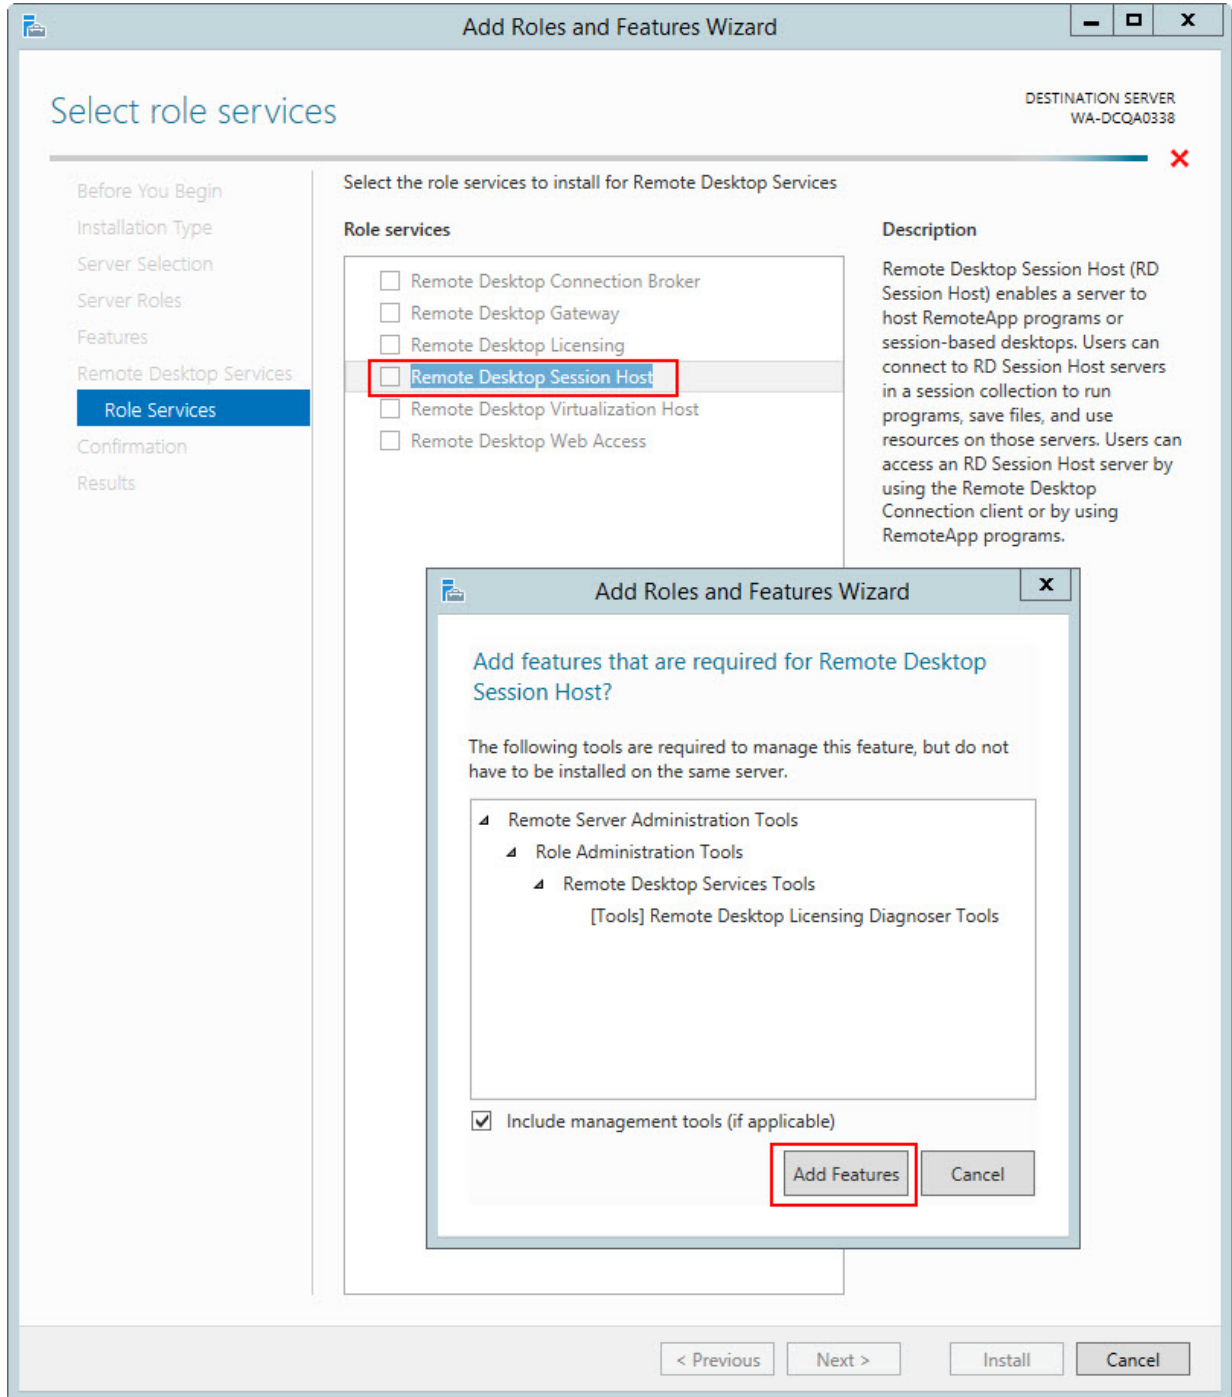 Add Roles and Features Wizard
Select role services
DESTINATION SERVER
WA-DCQA0338
Before You Begin
Installation Type
Server Selection
Server Roles
Features
Remote Desktop Services
Role Services
Confirmation
Results
Select the role services to install for Remote Desktop Services
Role services
Remote Desktop Connection Broker
Remote Desktop Gateway
Remote Desktop Licensing
Remote Desktop Session Host
Remote Desktop Virtualization Host
Remote Desktop Web Access
Description
Remote Desktop Session Host (RD
Session Host) enables a server to
host RemoteApp programs or
session-based desktops. Users can
connect to RD Session Host servers
in a session collection to run
programs, save files, and use
resources on those servers. Users can
access an RD Session Host server by
using the Remote Desktop
Connection client or by using
RemoteApp programs.
Add Roles and Features Wizard
Add features that are required for Remote Desktop
Session Host?
The following tools are required to manage this feature, but do not
have to be installed on the same server.
Remote Server Administration Tools
Role Administration Tools
Remote Desktop Services Tools
[Tools] Remote Desktop Licensing Diagnoser Tools
Include management tools (if applicable)
Add Features
Cancel
< Previous
Next >
Install
Cancel